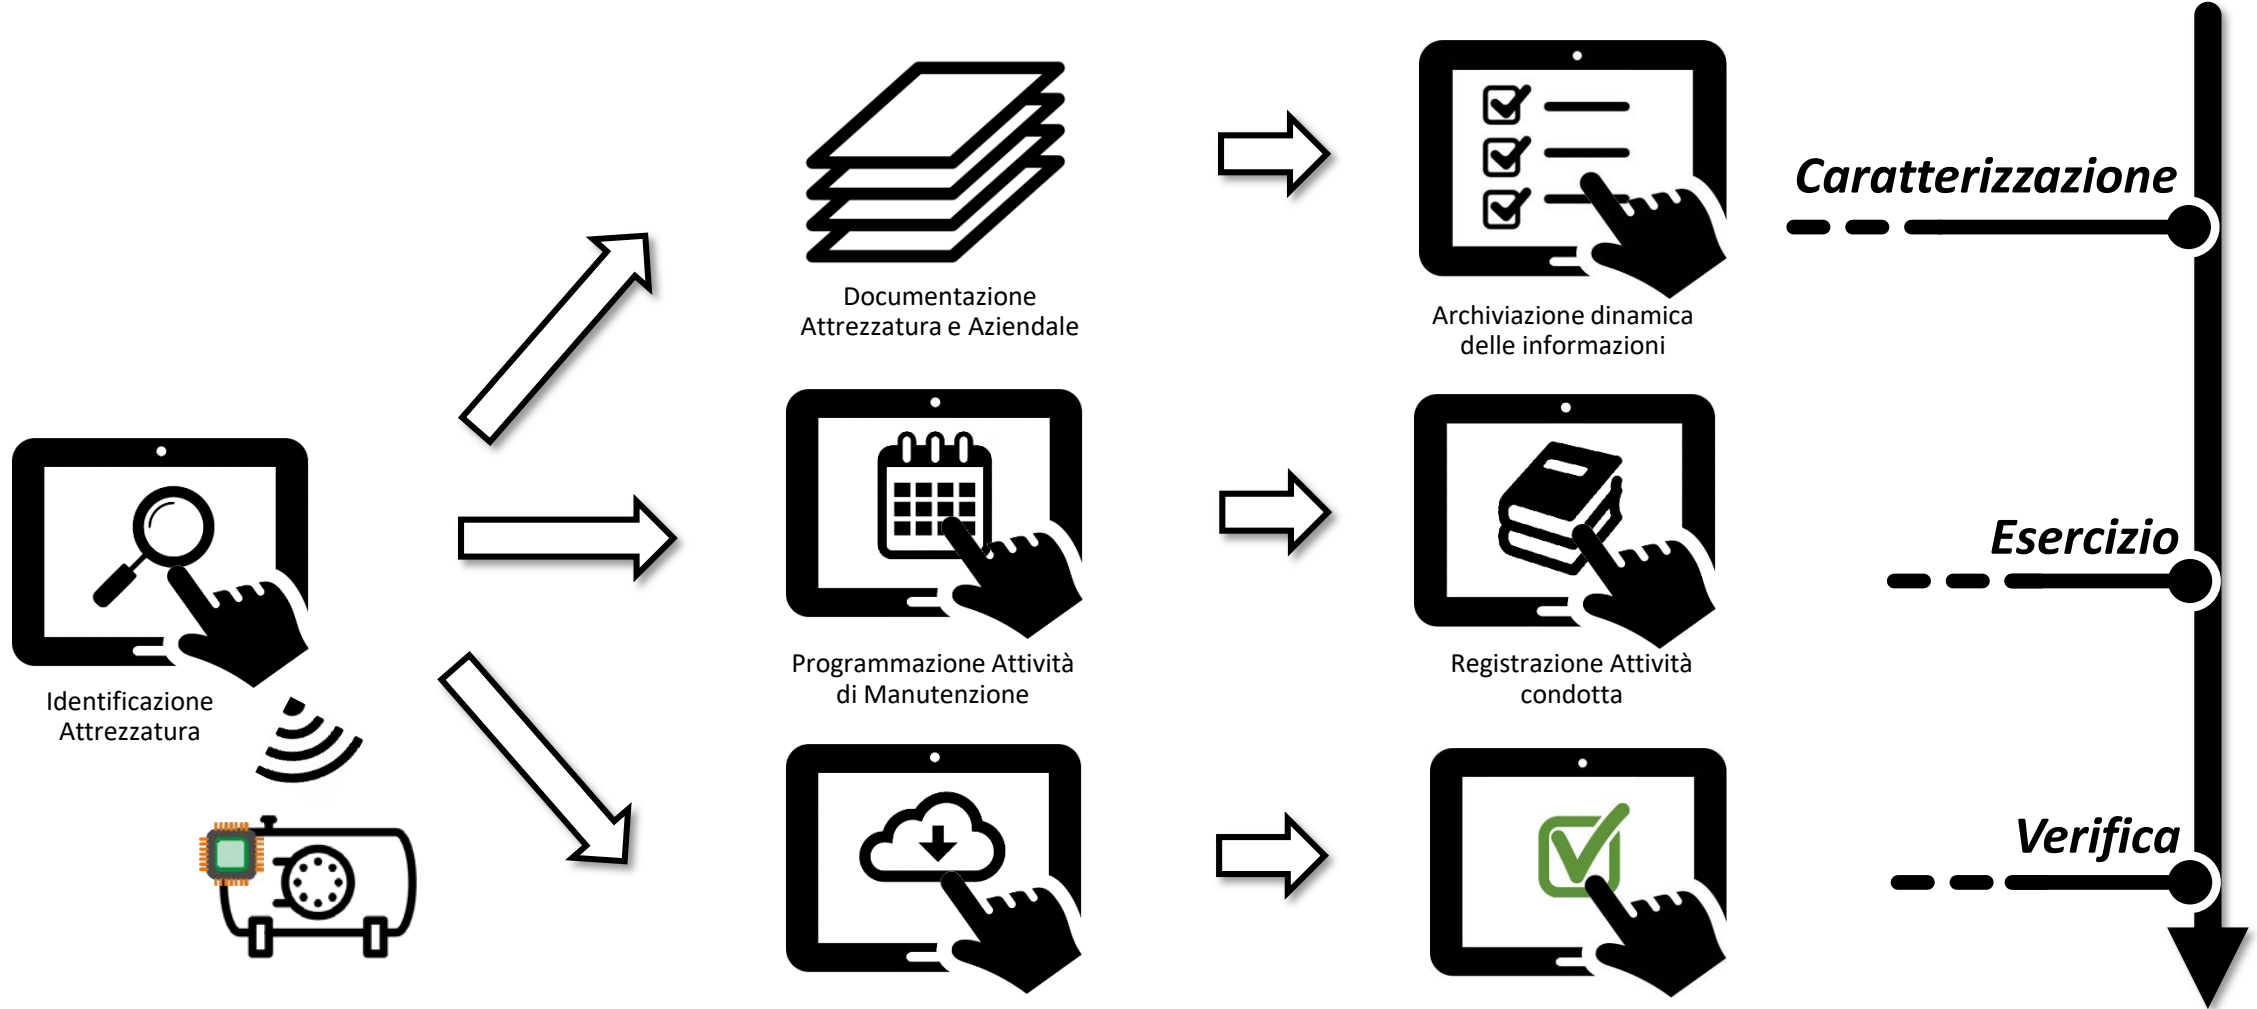 Documentazione
Attrezzatura e Aziendale
Archiviazione dinamica
delle informazioni
Caratterizzazione
Identificazione
Attrezzatura
Programmazione Attività
di Manutenzione
Registrazione Attività
condotta
Esercizio
Verifica